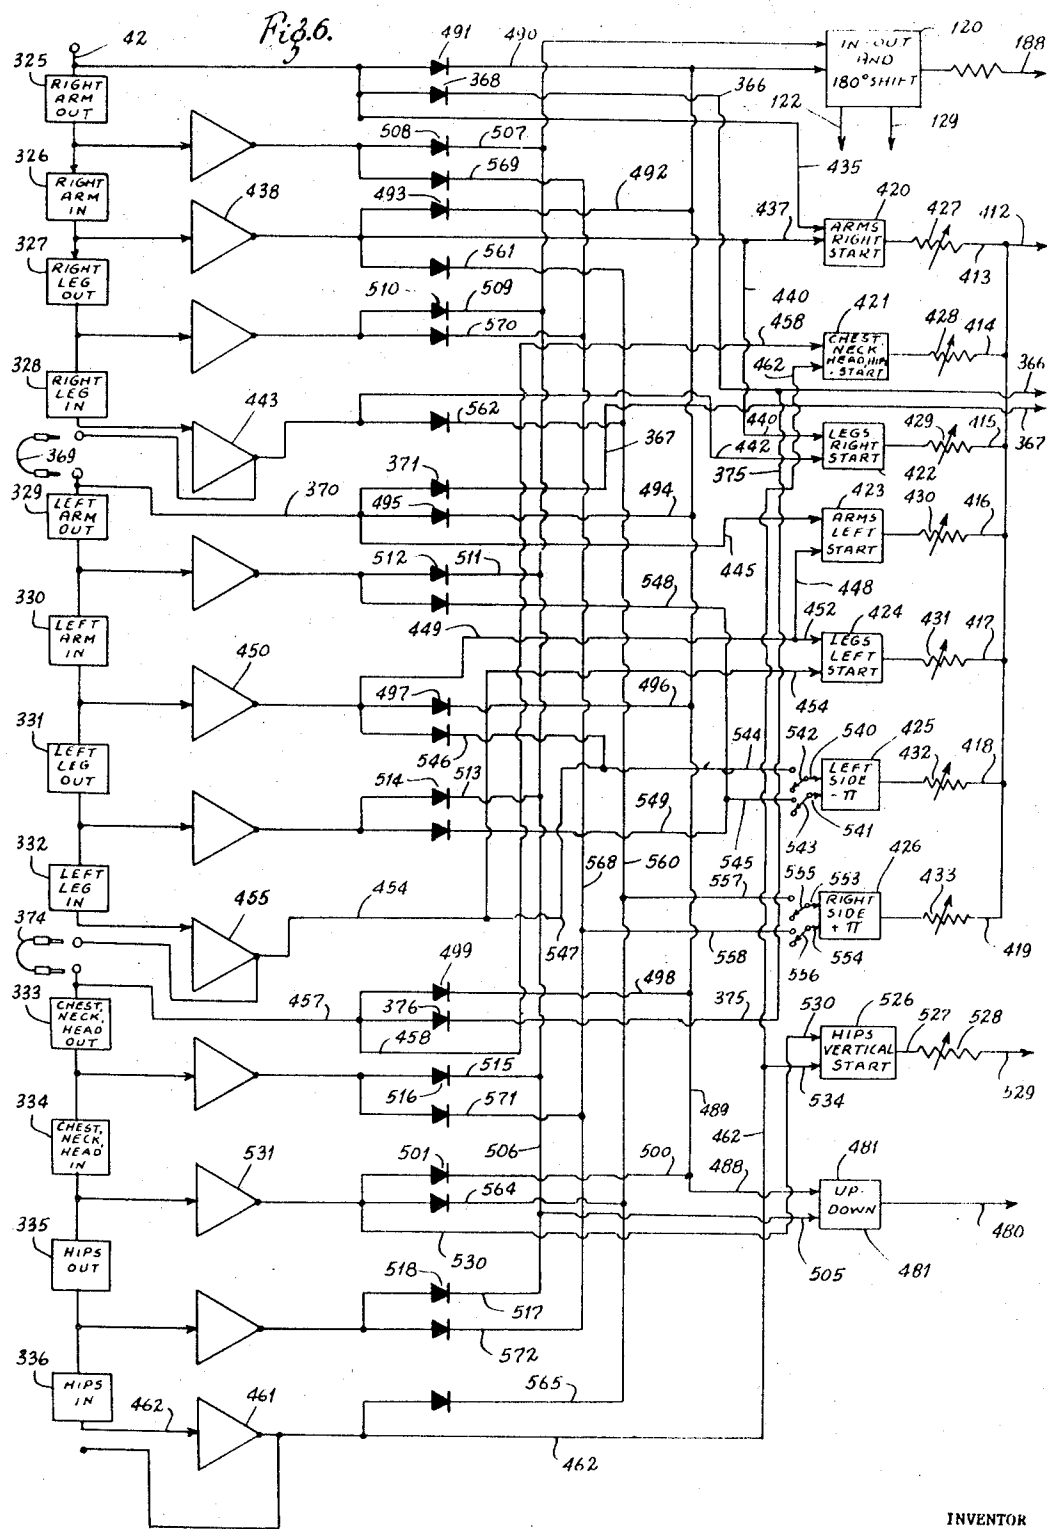 Fig.6.
42
325
RIGHT
ARM
OUT
326
RIGHT
ARM
IN
327
RIGHT
LEG
OUT
328
RIGHT
LEG
IN
369
329
LEFT
ARM
OUT
330
LEFT
ARM
IN
331
LEFT
LEG
OUT
332
LEFT
LEG
IN
374
333
CHEST,
NECK,
HEAD
OUT
334
CHEST,
NECK,
HEAD
IN
335
HIPS
OUT
336
HIPS
IN
462
461
438
443
370
450
449
455
454
457
458
531
530
491
490
368
508
507
569
493
492
561
510
509
570
562
371
495
367
494
512
511
548
497
496
546
514
513
549
568
560
547
499
498
376
375
515
516
571
506
489
501
500
564
518
517
572
565
462
366
120
IN-OUT
AND
180° SHIFT
188
122
129
435
420
ARMS
RIGHT
START
437
427
412
413
440
421
CHEST,
NECK
HEAD, HIPS
START
458
462
428
414
366
367
440
442
375
LEGS
RIGHT
START
422
429
415
423
ARMS
LEFT
START
445
448
430
416
424
LEGS
LEFT
START
452
454
431
417
425
LEFT
SIDE
- π
544
542
540
541
543
545
432
418
426
RIGHT
SIDE
+ π
557
555
553
554
556
558
433
419
526
HIPS
VERTICAL
START
530
534
527
528
529
462
488
481
UP-
DOWN
481
505
480
INVENTOR